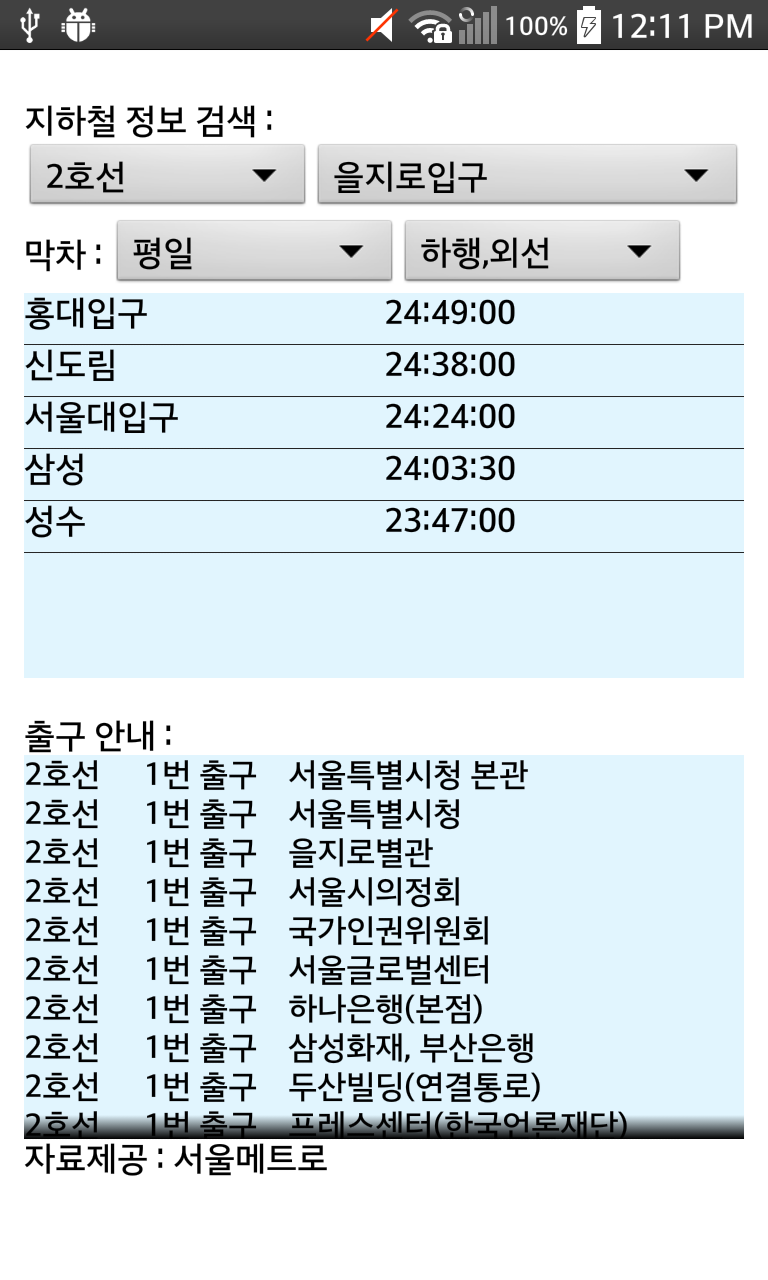 100% 12:11 PM
지하철 정보 검색 :
2호선 을지로입구
막차 : 평일 하행,외선
홍대입구 24:49:00
신도림 24:38:00
서울대입구 24:24:00
삼성 24:03:30
성수 23:47:00
출구 안내 :
2호선 1번 출구 서울특별시청 본관
2호선 1번 출구 서울특별시청
2호선 1번 출구 을지로별관
2호선 1번 출구 서울시의정회
2호선 1번 출구 국가인권위원회
2호선 1번 출구 서울글로벌센터
2호선 1번 출구 하나은행(본점)
2호선 1번 출구 삼성화재, 부산은행
2호선 1번 출구 두산빌딩(연결통로)
2호선 1번 출구 프레스센터(한국언론재단)
자료제공 : 서울메트로